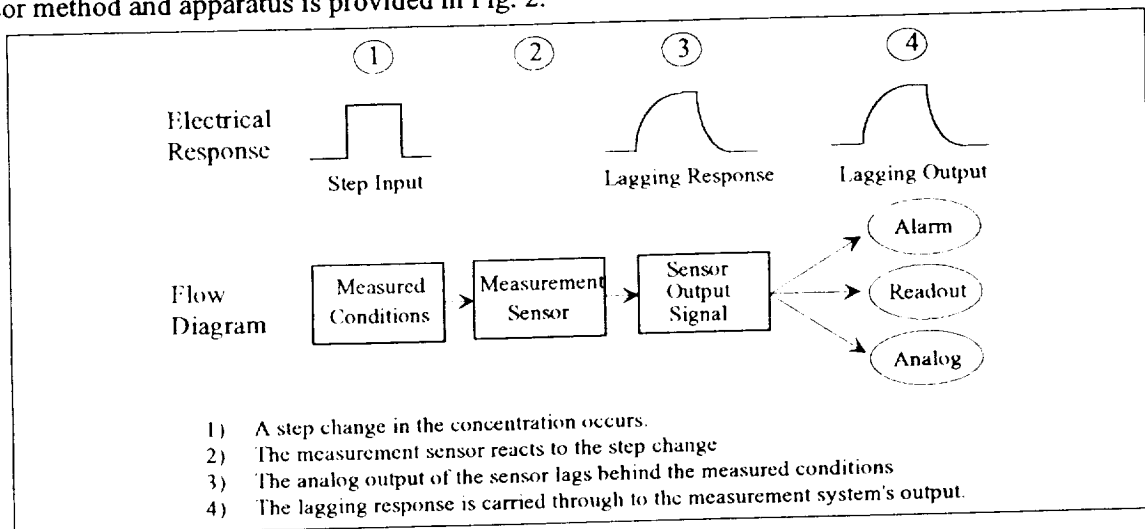 or method and apparatus is provided in Fig. 2.
1 2 3 4
Electrical
Response
Step Input
Lagging Response
Lagging Output
Flow
Diagram
Measured
Conditions
Measurement
Sensor
Sensor
Output
Signal
Alarm
Readout
Analog
1) A step change in the concentration occurs.
2) The measurement sensor reacts to the step change
3) The analog output of the sensor lags behind the measured conditions
4) The lagging response is carried through to the measurement system's output.